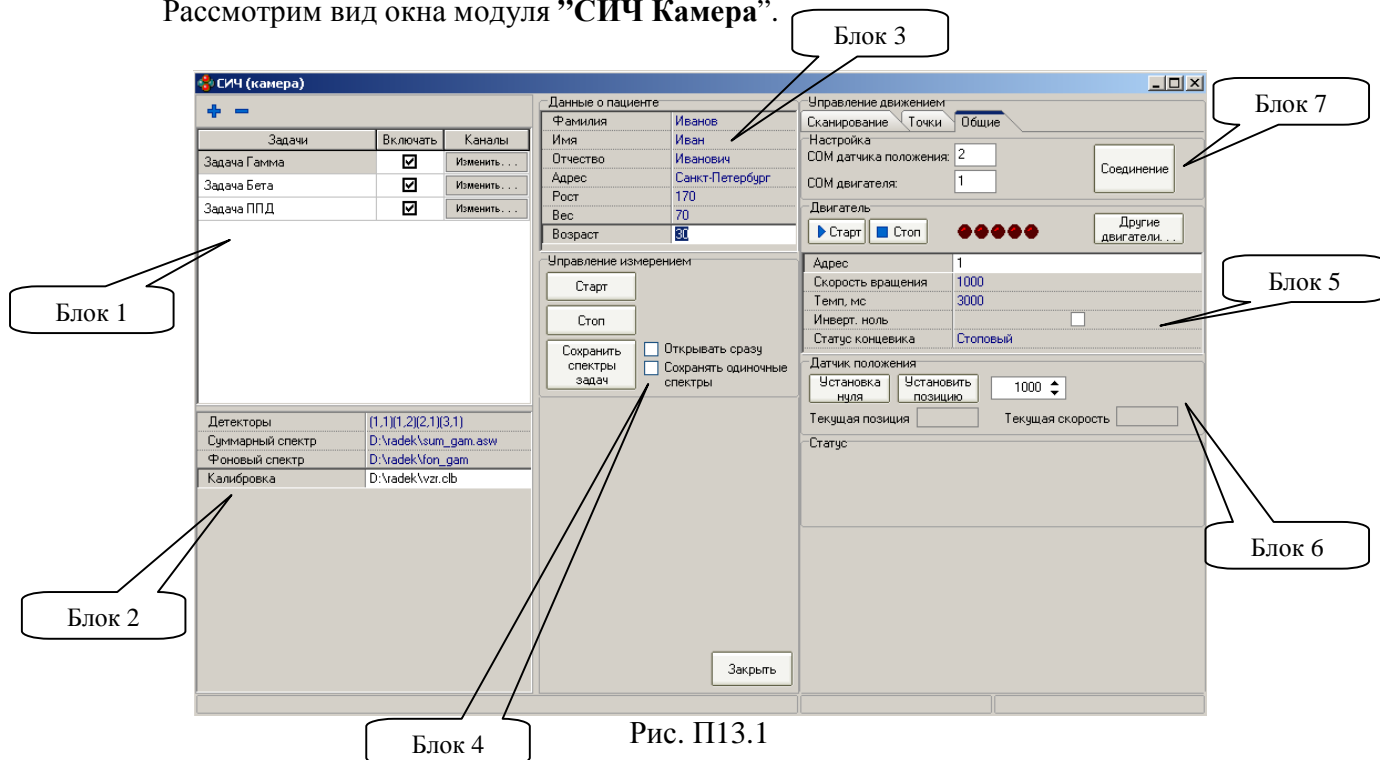 Рассмотрим вид окна модуля ”СИЧ Камера”.
Блок 3
СИЧ (камера)
Блок 7
Задачи Включать Каналы
Задача Гамма Изменить. . .
Задача Бета Изменить. . .
Задача ППД Изменить. . .
Блок 1
Детекторы (1,1)(1,2)(2,1)(3,1)
Суммарный спектр D:\radek\sum_gam.asw
Фоновый спектр D:\radek\fon_gam
Калибровка D:\radek\vzr.clb
Блок 2
Данные о пациенте
Фамилия Иванов
Имя Иван
Отчество Иванович
Адрес Санкт-Петербург
Рост 170
Вес 70
Возраст 30
Управление измерением
Старт
Стоп
Сохранить спектры задач
Открывать сразу
Сохранять одиночные спектры
Закрыть
Блок 4
Управление движением
Сканирование Точки Общие
Настройка
COM датчика положения: 2
COM двигателя: 1
Соединение
Двигатель
Старт Стоп
Другие двигатели. . .
Адрес 1
Скорость вращения 1000
Темп, мс 3000
Инверт. ноль
Статус концевика Стоповый
Блок 5
Датчик положения
Установка нуля
Установить позицию
1000
Текущая позиция Текущая скорость
Статус
Блок 6
Рис. П13.1